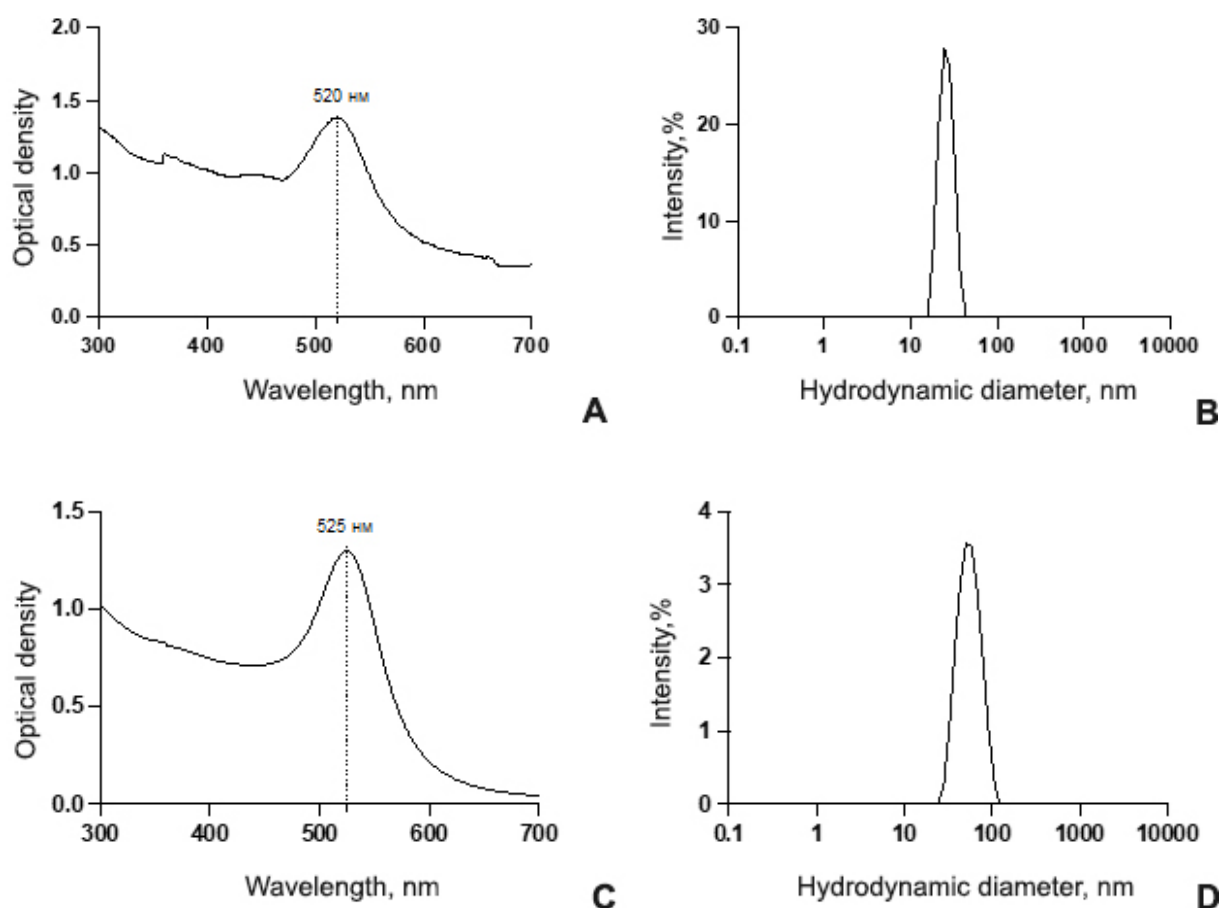 2.0
1.5
1.0
0.5
0.0
Optical density
520 нм
300 400 500 600 700
Wavelength, nm
A
30
20
10
0
Intensity,%
0.1 1 10 100 1000 10000
Hydrodynamic diameter, nm
B
1.5
1.0
0.5
0.0
Optical density
525 нм
300 400 500 600 700
Wavelength, nm
C
4
3
2
1
0
Intensity,%
0.1 1 10 100 1000 10000
Hydrodynamic diameter, nm
D